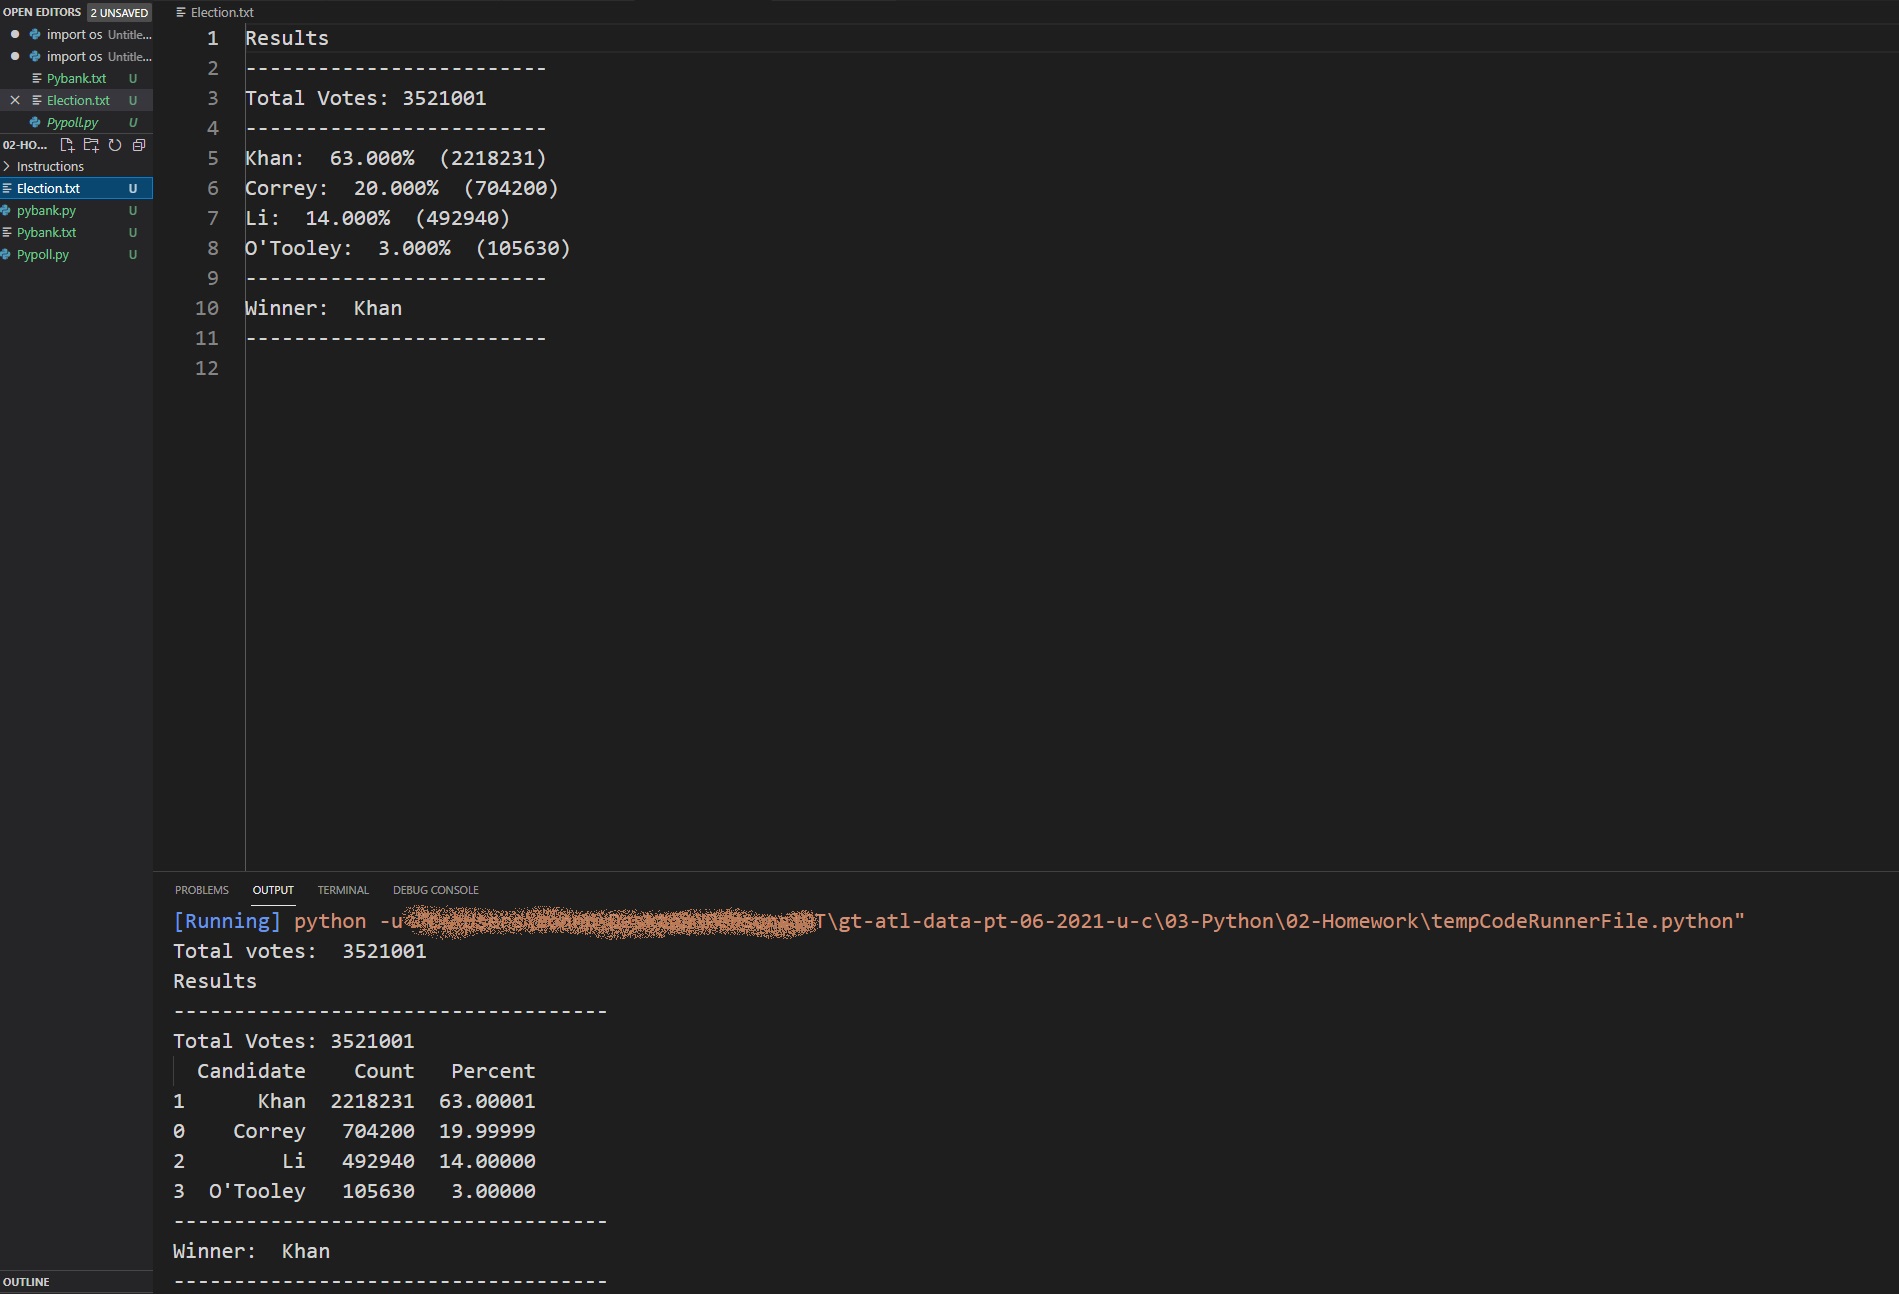 OPEN EDITORS 2 UNSAVED
import os Untitle...
import os Untitle...
Pybank.txt U
Election.txt U
Pypoll.py U
02-HO...
Instructions
Election.txt U
pybank.py U
Pybank.txt U
Pypoll.py U
OUTLINE
Election.txt
1 Results
2 -------------------------
3 Total Votes: 3521001
4 -------------------------
5 Khan:  63.000%  (2218231)
6 Correy:  20.000%  (704200)
7 Li:  14.000%  (492940)
8 O'Tooley:  3.000%  (105630)
9 -------------------------
10 Winner:  Khan
11 -------------------------
12
PROBLEMS OUTPUT TERMINAL DEBUG CONSOLE
[Running] python -u T\gt-atl-data-pt-06-2021-u-c\03-Python\02-Homework\tempCodeRunnerFile.python"
Total votes:  3521001
Results
------------------------------------
Total Votes: 3521001
  Candidate    Count   Percent
1      Khan  2218231  63.00001
0    Correy   704200  19.99999
2        Li   492940  14.00000
3  O'Tooley   105630   3.00000
------------------------------------
Winner:  Khan
------------------------------------